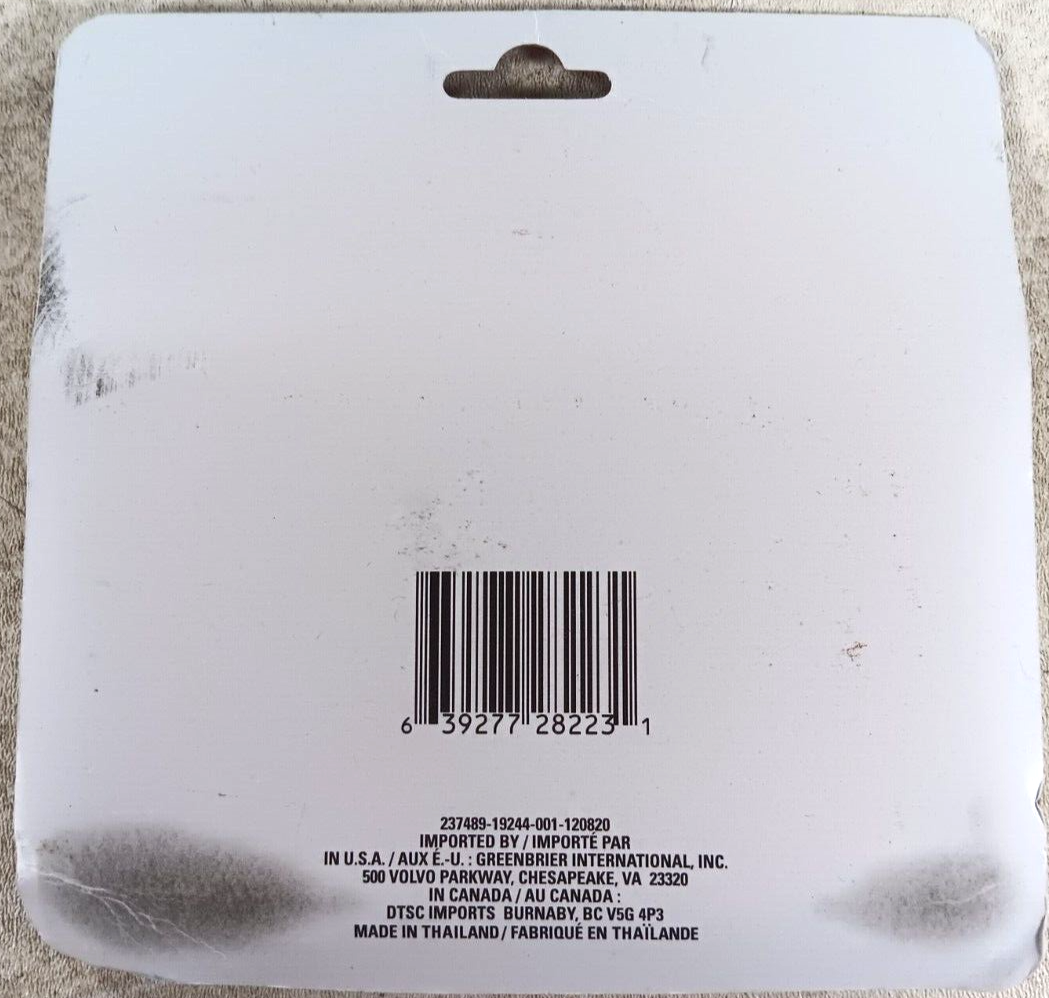 6 39277 28223 1
237489-19244-001-120820
IMPORTED BY / IMPORTÉ PAR
IN U.S.A. / AUX É.-U. : GREENBRIER INTERNATIONAL, INC.
500 VOLVO PARKWAY, CHESAPEAKE, VA 23320
IN CANADA / AU CANADA :
DTSC IMPORTS BURNABY, BC V5G 4P3
MADE IN THAILAND / FABRIQUÉ EN THAÏLANDE